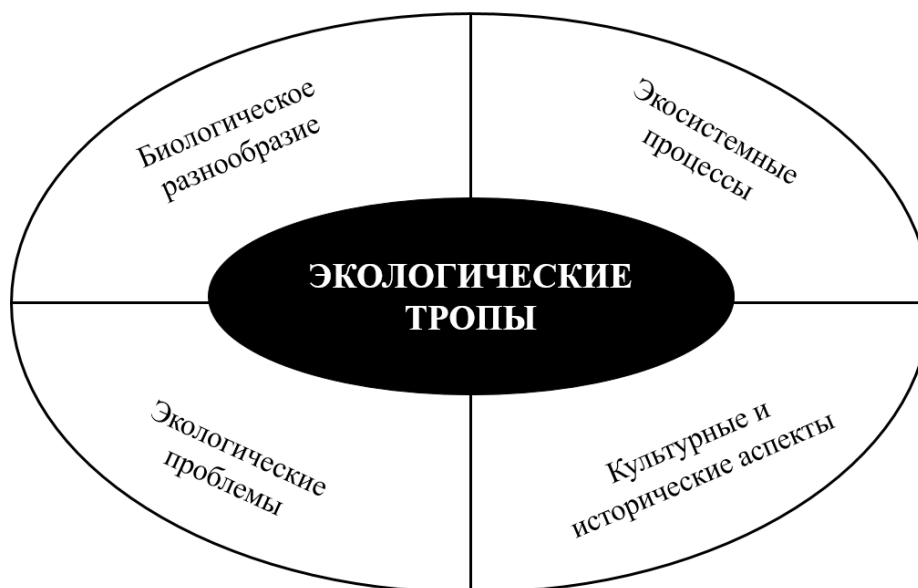 Биологическое
разнообразие
Экосистемные
процессы
ЭКОЛОГИЧЕСКИЕ
ТРОПЫ
Экологические
проблемы
Культурные и
исторические аспекты